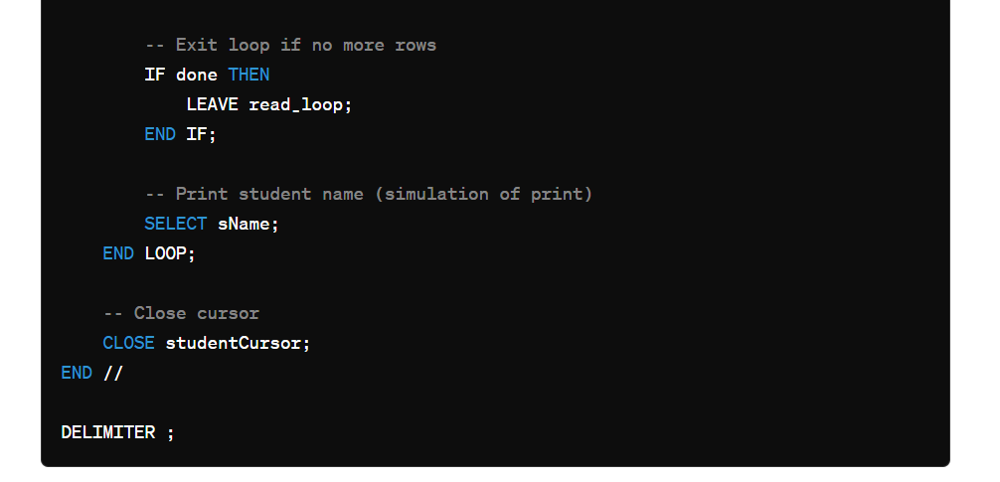 -- Exit loop if no more rows
IF done THEN
LEAVE read_loop;
END IF;
-- Print student name (simulation of print)
SELECT sName;
END LOOP;
-- Close cursor
CLOSE studentCursor;
END //
DELIMITER ;